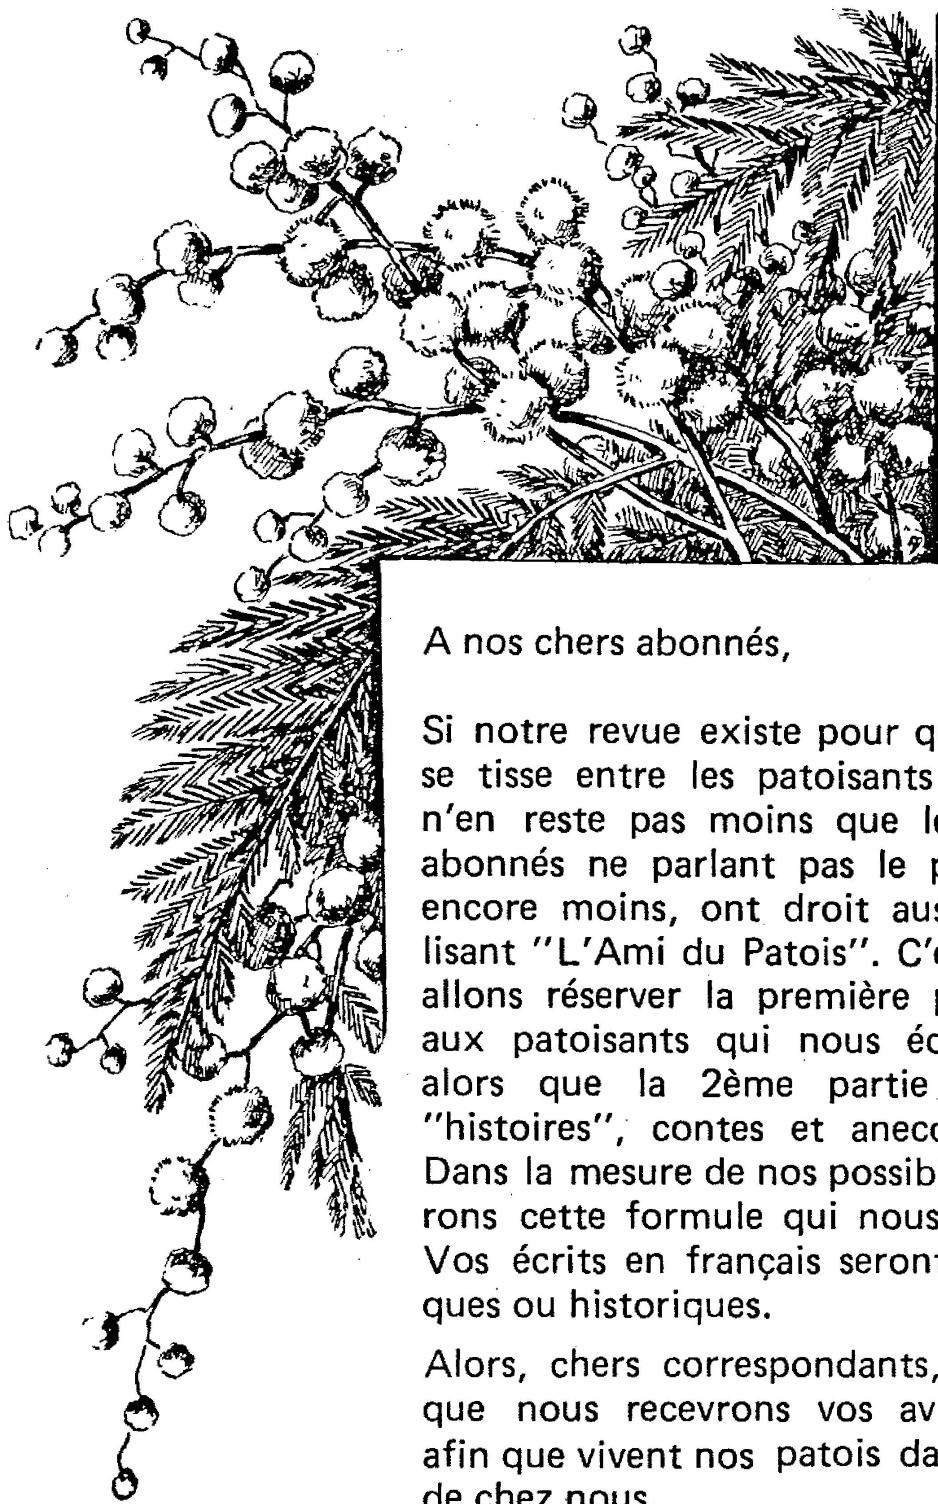 A nos chers abonnés,
Si notre revue existe pour q
se tisse entre les patoisants
n'en reste pas moins que le
abonnés ne parlant pas le p
encore moins, ont droit aus
lisant "L'Ami du Patois". C'e
allons réserver la première p
aux patoisants qui nous éc
alors que la 2ème partie
"histoires", contes et anecd
Dans la mesure de nos possib
rons cette formule qui nous
Vos écrits en français seront
ques ou historiques.
Alors, chers correspondants,
que nous recevrons vos av
afin que vivent nos patois da
de chez nous